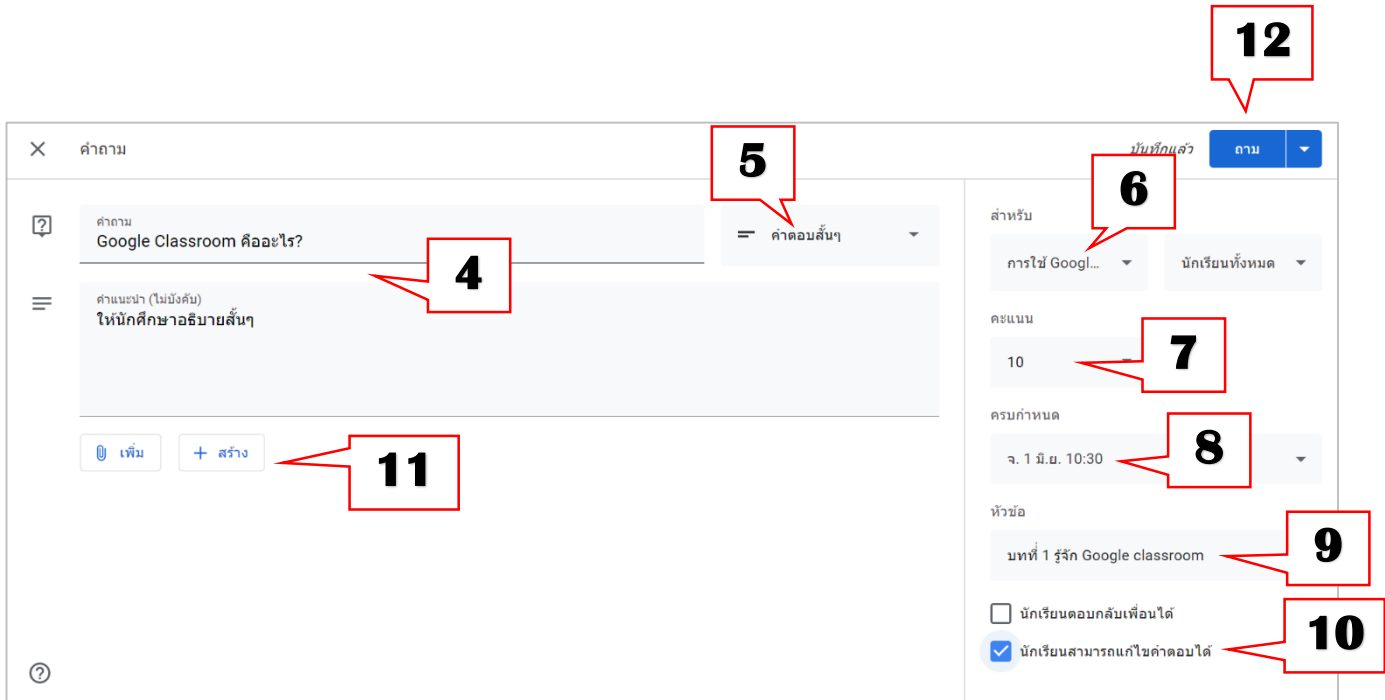 12
คำถาม
บันทึกแล้ว
ถาม
5
6
คำถาม
Google Classroom คืออะไร?
คำตอบสั้นๆ
สำหรับ
การใช้ Googl...
นักเรียนทั้งหมด
4
คำแนะนำ (ไม่บังคับ)
ให้นักศึกษาอธิบายสั้นๆ
คะแนน
10
7
ครบกำหนด
จ. 1 มิ.ย. 10:30
8
เพิ่ม
สร้าง
11
หัวข้อ
บทที่ 1 รู้จัก Google classroom
9
นักเรียนตอบกลับเพื่อนได้
นักเรียนสามารถแก้ไขคำตอบได้
10